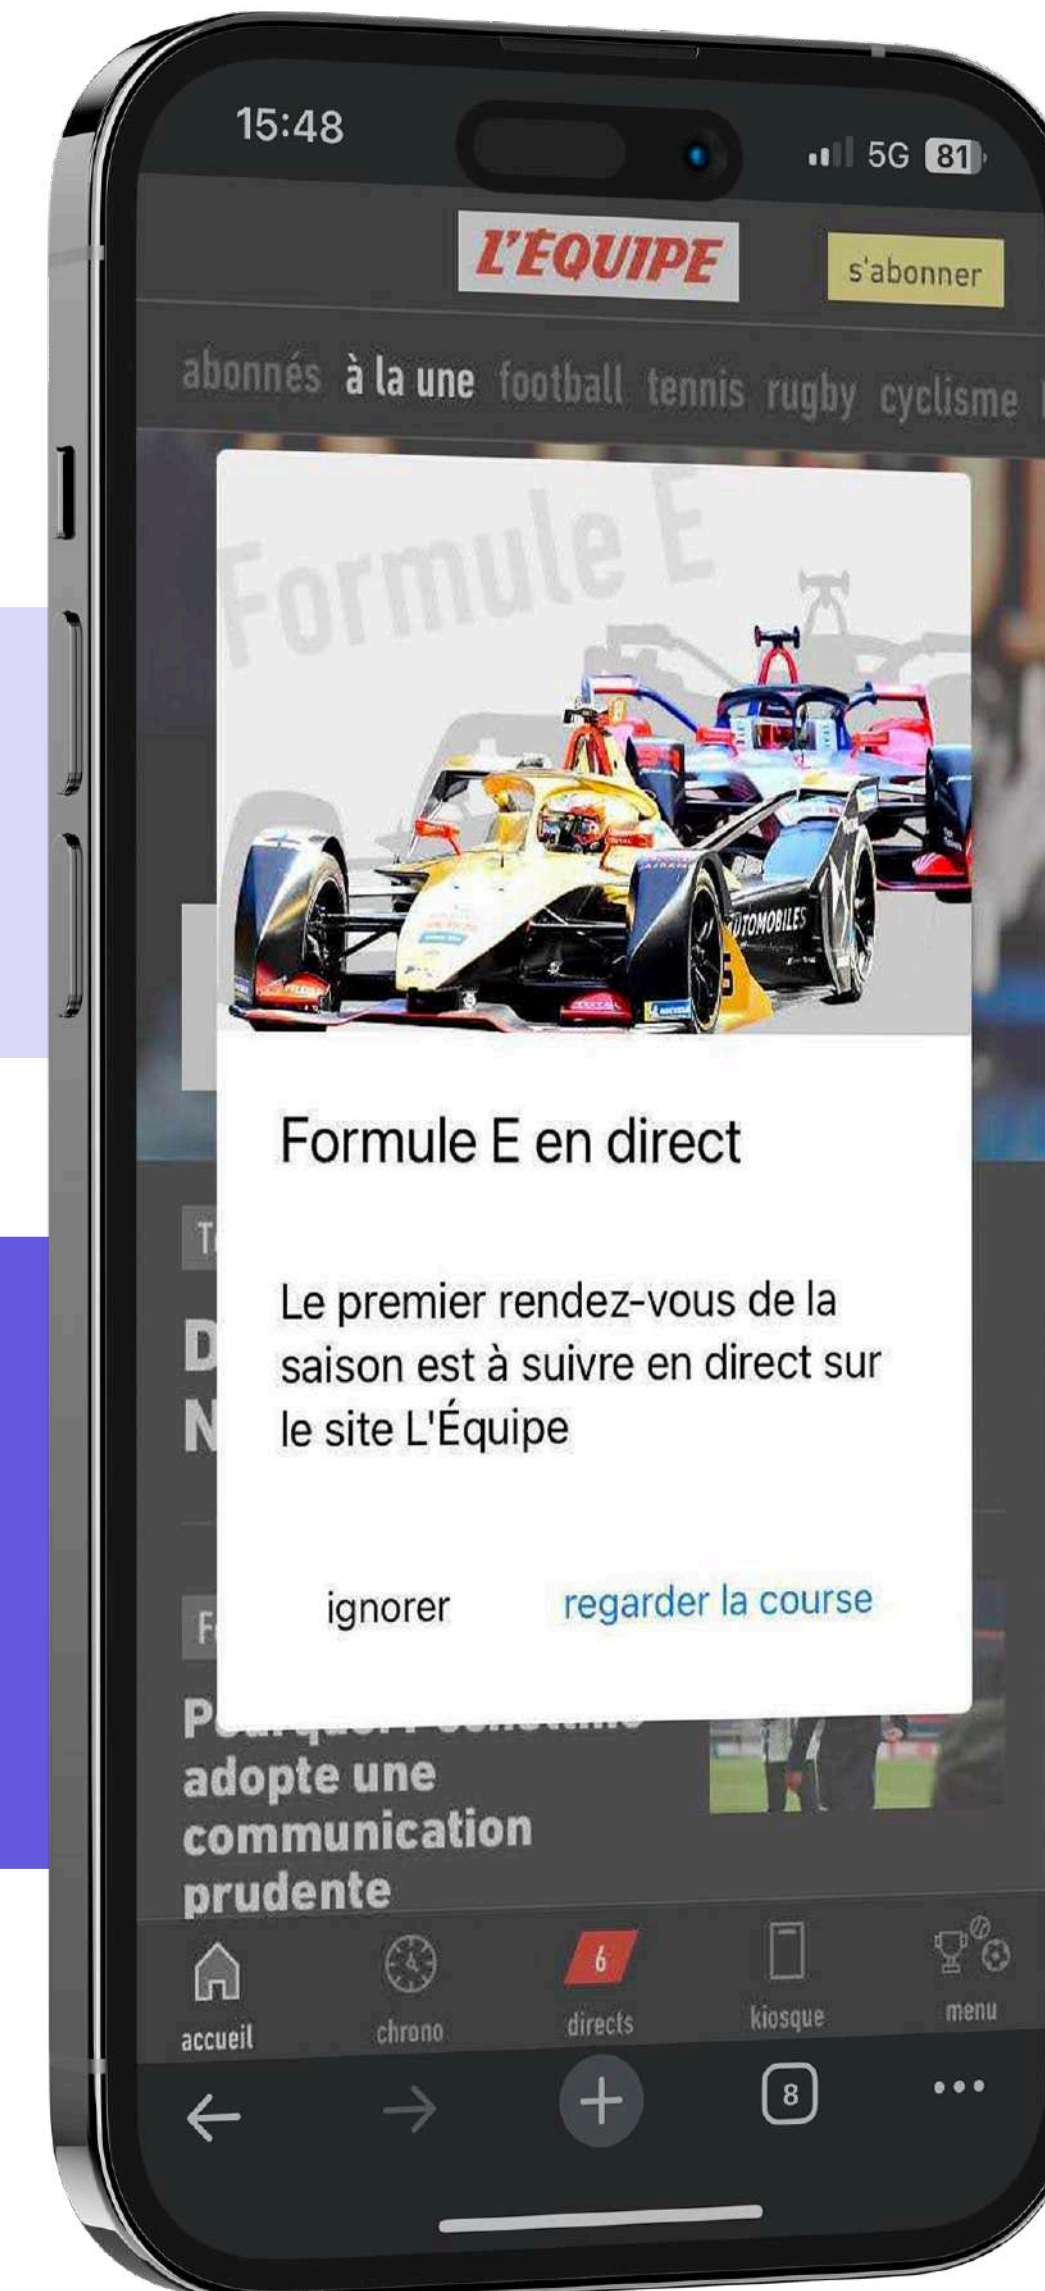 15:48
5G 81
L'ÉQUIPE
s'abonner
abonnés à la une football tennis rugby cyclisme
Formule E
AUTOMOBILES
TOTAL
Formule E en direct
Le premier rendez-vous de la
saison est à suivre en direct sur
le site L'Équipe
ignorer regarder la course
adopte une
communication
prudente
6
accueil chrono directs kiosque menu
8